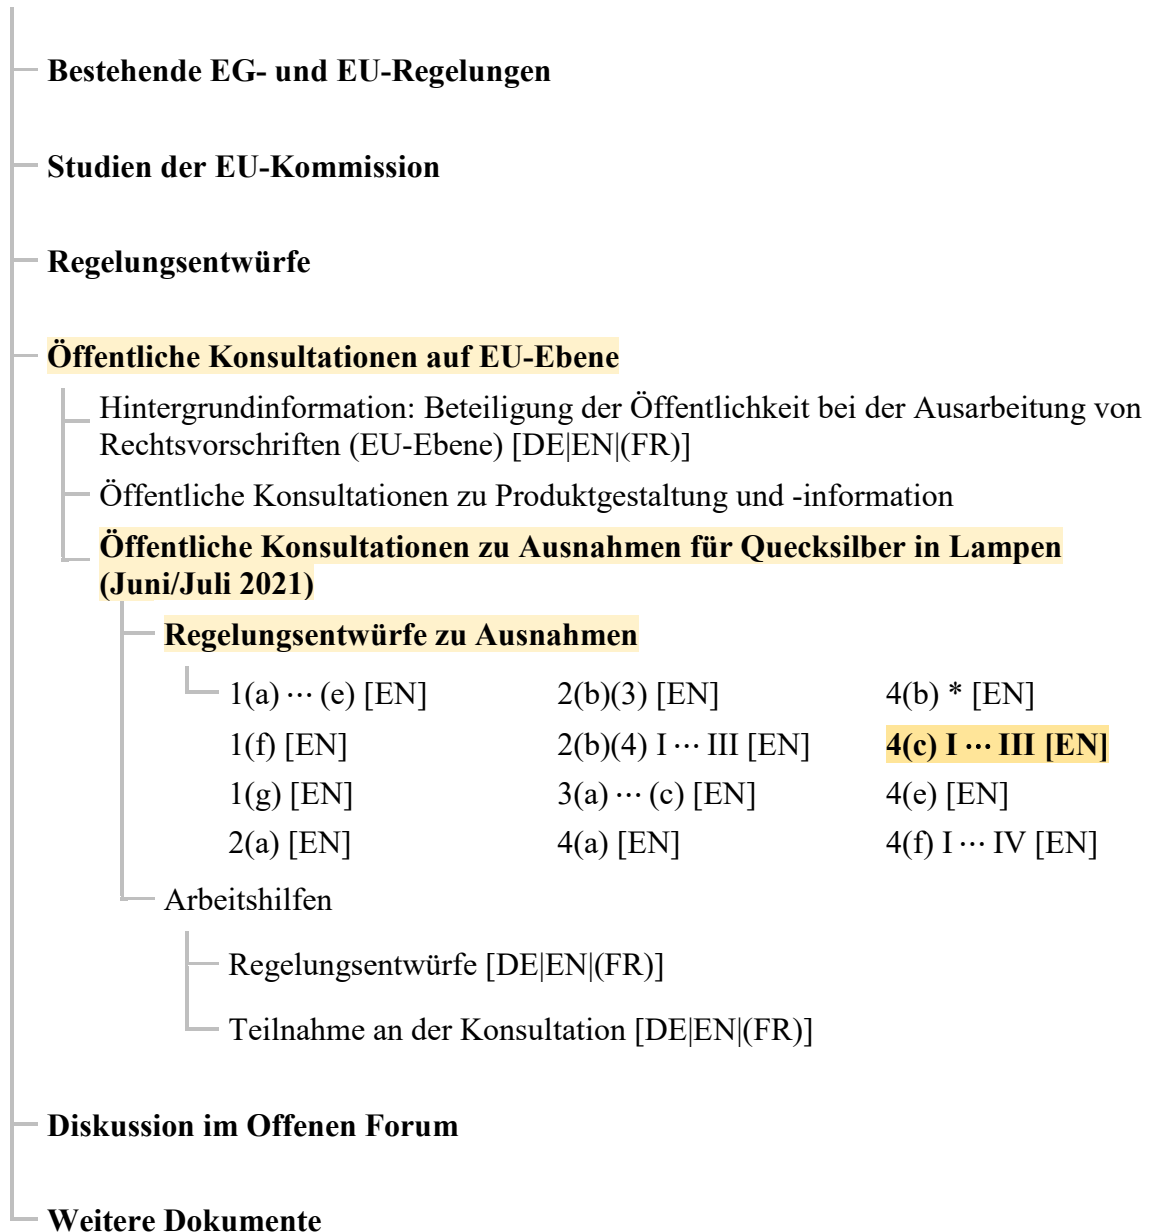 Bestehende EG- und EU-Regelungen
Studien der EU-Kommission
Regelungsentwürfe
Öffentliche Konsultationen auf EU-Ebene
Hintergrundinformation: Beteiligung der Öffentlichkeit bei der Ausarbeitung von
Rechtsvorschriften (EU-Ebene) [DE|EN|(FR)]
Öffentliche Konsultationen zu Produktgestaltung und -information
Öffentliche Konsultationen zu Ausnahmen für Quecksilber in Lampen
(Juni/Juli 2021)
Regelungsentwürfe zu Ausnahmen
1(a) ··· (e) [EN] 2(b)(3) [EN] 4(b) * [EN]
1(f) [EN] 2(b)(4) I ··· III [EN] 4(c) I ··· III [EN]
1(g) [EN] 3(a) ··· (c) [EN] 4(e) [EN]
2(a) [EN] 4(a) [EN] 4(f) I ··· IV [EN]
Arbeitshilfen
Regelungsentwürfe [DE|EN|(FR)]
Teilnahme an der Konsultation [DE|EN|(FR)]
Diskussion im Offenen Forum
Weitere Dokumente